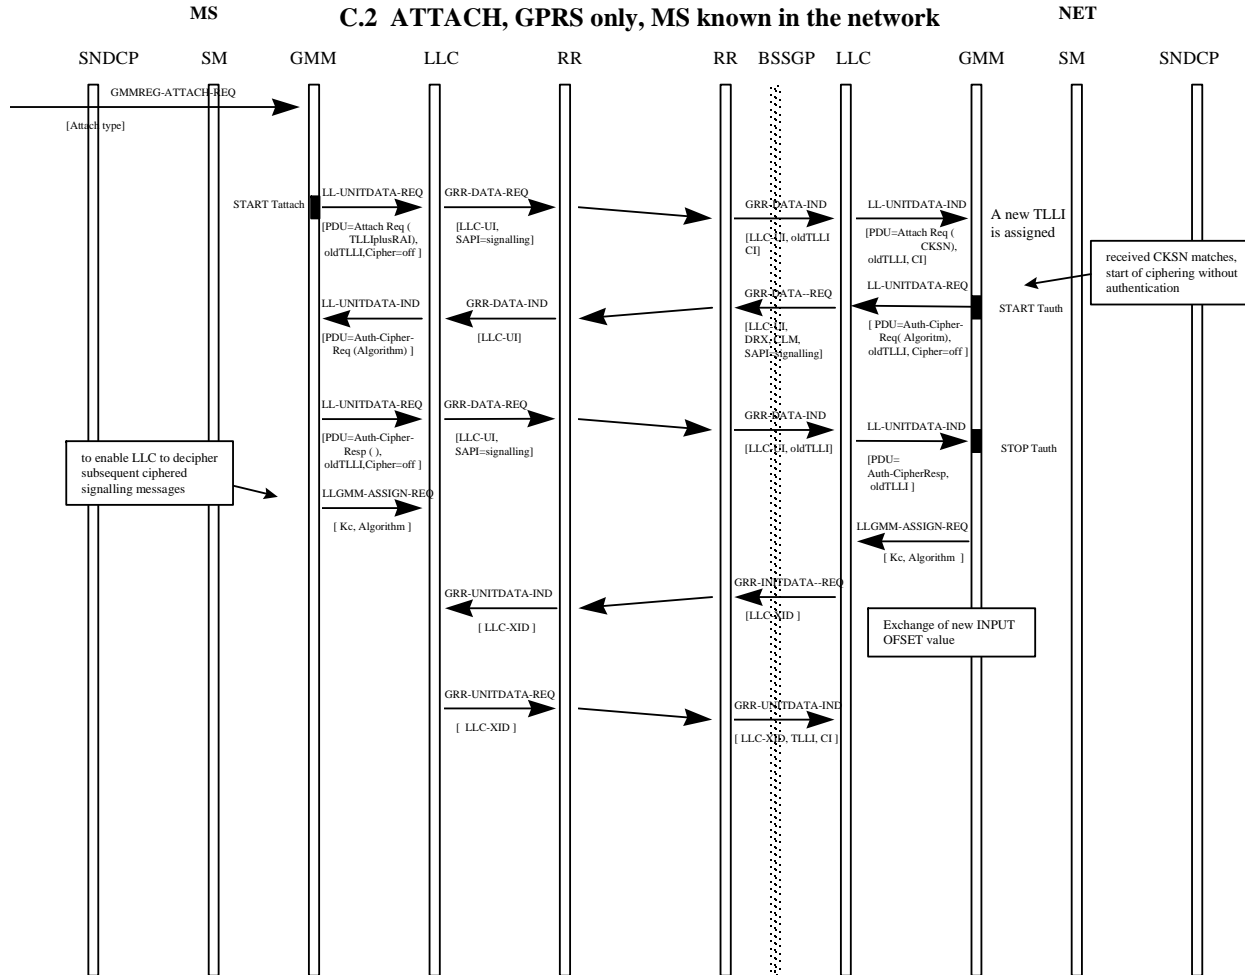 MS
C.2 ATTACH, GPRS only, MS known in the network
NET
SNDCP
SM
GMM
LLC
RR
RR
BSSGP
LLC
GMM
SM
SNDCP
GMMREG-ATTACH-REQ
[Attach type]
START Tattach
LL-UNITDATA-REQ
[PDU=Attach Req (
TLLIplusRAI),
oldTLLI,Cipher=off ]
GRR-DATA-REQ
[LLC-UI,
SAPI=signalling]
GRR-DATA-IND
[LLC-UI, oldTLLI
CI]
LL-UNITDATA-IND
[PDU=Attach Req (
CKSN),
oldTLLI, CI]
A new TLLI
is assigned
received CKSN matches,
start of ciphering without
authentication
LL-UNITDATA-IND
[PDU=Auth-Cipher-
Req (Algorithm) ]
GRR-DATA-IND
[LLC-UI]
GRR-DATA--REQ
[LLC-UI,
DRX, CLM,
SAPI=signalling]
LL-UNITDATA-REQ
[ PDU=Auth-Cipher-
Req( Algoritm),
oldTLLI, Cipher=off ]
START Tauth
LL-UNITDATA-REQ
[PDU=Auth-Cipher-
Resp ( ),
oldTLLI,Cipher=off ]
GRR-DATA-REQ
[LLC-UI,
SAPI=signalling]
GRR-DATA-IND
[LLC-UI, oldTLLI]
LL-UNITDATA-IND
[PDU=
Auth-CipherResp,
oldTLLI ]
STOP Tauth
to enable LLC to decipher
subsequent ciphered
signalling messages
LLGMM-ASSIGN-REQ
[ Kc, Algorithm ]
LLGMM-ASSIGN-REQ
[ Kc, Algorithm ]
GRR-UNITDATA-IND
[ LLC-XID ]
GRR-INITDATA--REQ
[LLC-XID ]
Exchange of new INPUT
OFSET value
GRR-UNITDATA-REQ
[ LLC-XID ]
GRR-UNITDATA-IND
[ LLC-XID, TLLI, CI ]